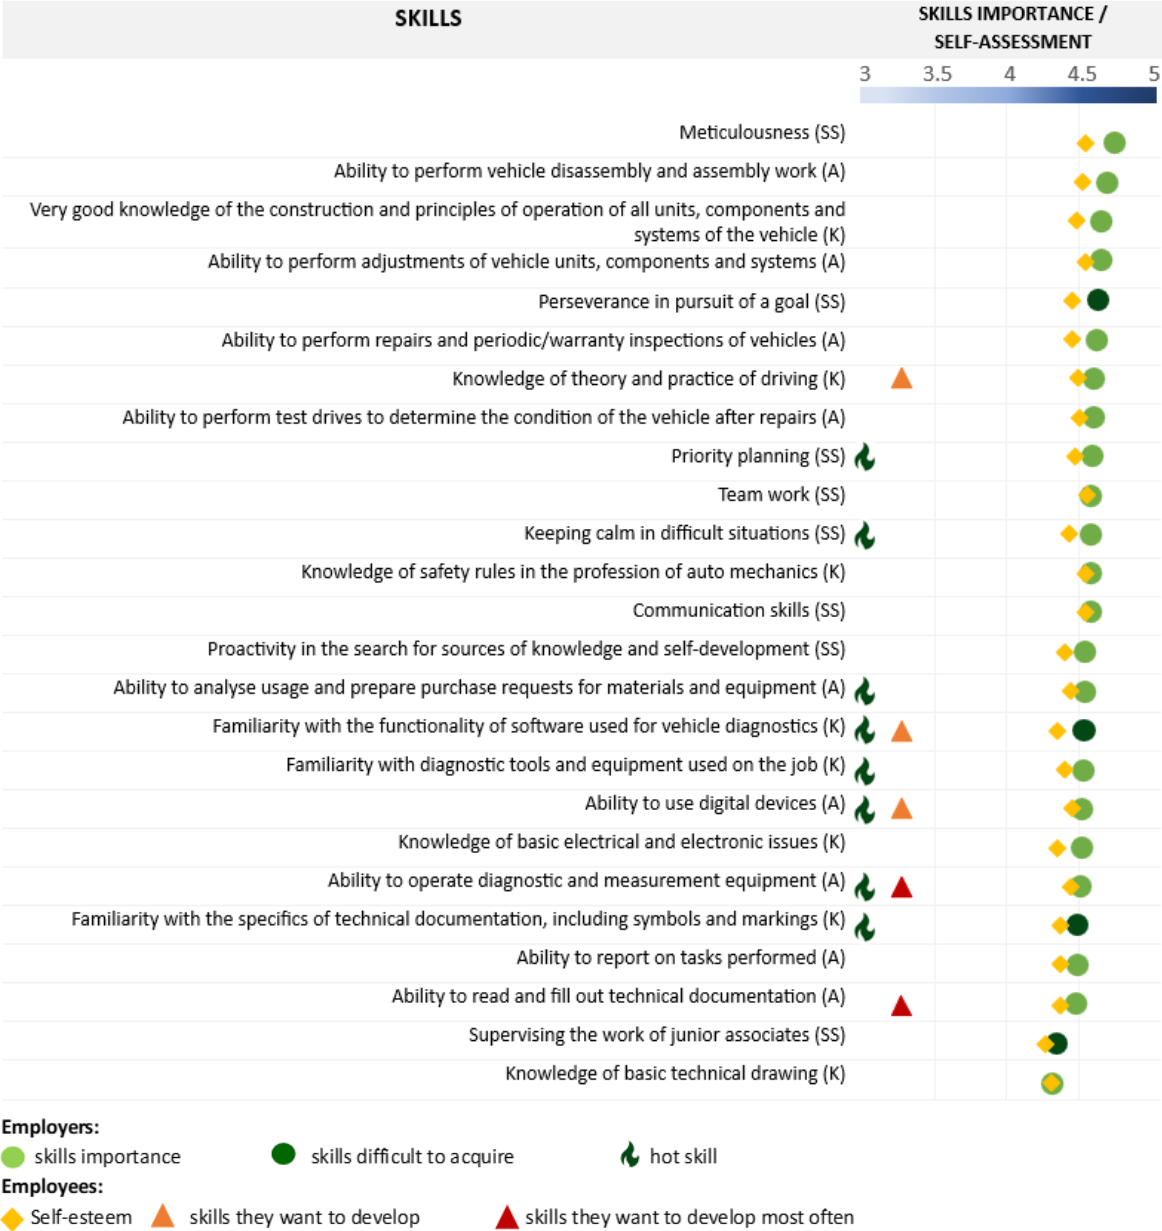 SKILLS
SKILLS IMPORTANCE /
SELF-ASSESSMENT
3 3.5 4 4.5 5
Meticulousness (SS)
Ability to perform vehicle disassembly and assembly work (A)
Very good knowledge of the construction and principles of operation of all units, components and
systems of the vehicle (K)
Ability to perform adjustments of vehicle units, components and systems (A)
Perseverance in pursuit of a goal (SS)
Ability to perform repairs and periodic/warranty inspections of vehicles (A)
Knowledge of theory and practice of driving (K)
Ability to perform test drives to determine the condition of the vehicle after repairs (A)
Priority planning (SS)
Team work (SS)
Keeping calm in difficult situations (SS)
Knowledge of safety rules in the profession of auto mechanics (K)
Communication skills (SS)
Proactivity in the search for sources of knowledge and self-development (SS)
Ability to analyse usage and prepare purchase requests for materials and equipment (A)
Familiarity with the functionality of software used for vehicle diagnostics (K)
Familiarity with diagnostic tools and equipment used on the job (K)
Ability to use digital devices (A)
Knowledge of basic electrical and electronic issues (K)
Ability to operate diagnostic and measurement equipment (A)
Familiarity with the specifics of technical documentation, including symbols and markings (K)
Ability to report on tasks performed (A)
Ability to read and fill out technical documentation (A)
Supervising the work of junior associates (SS)
Knowledge of basic technical drawing (K)
Employers:
skills importance skills difficult to acquire hot skill
Employees:
Self-esteem skills they want to develop skills they want to develop most often